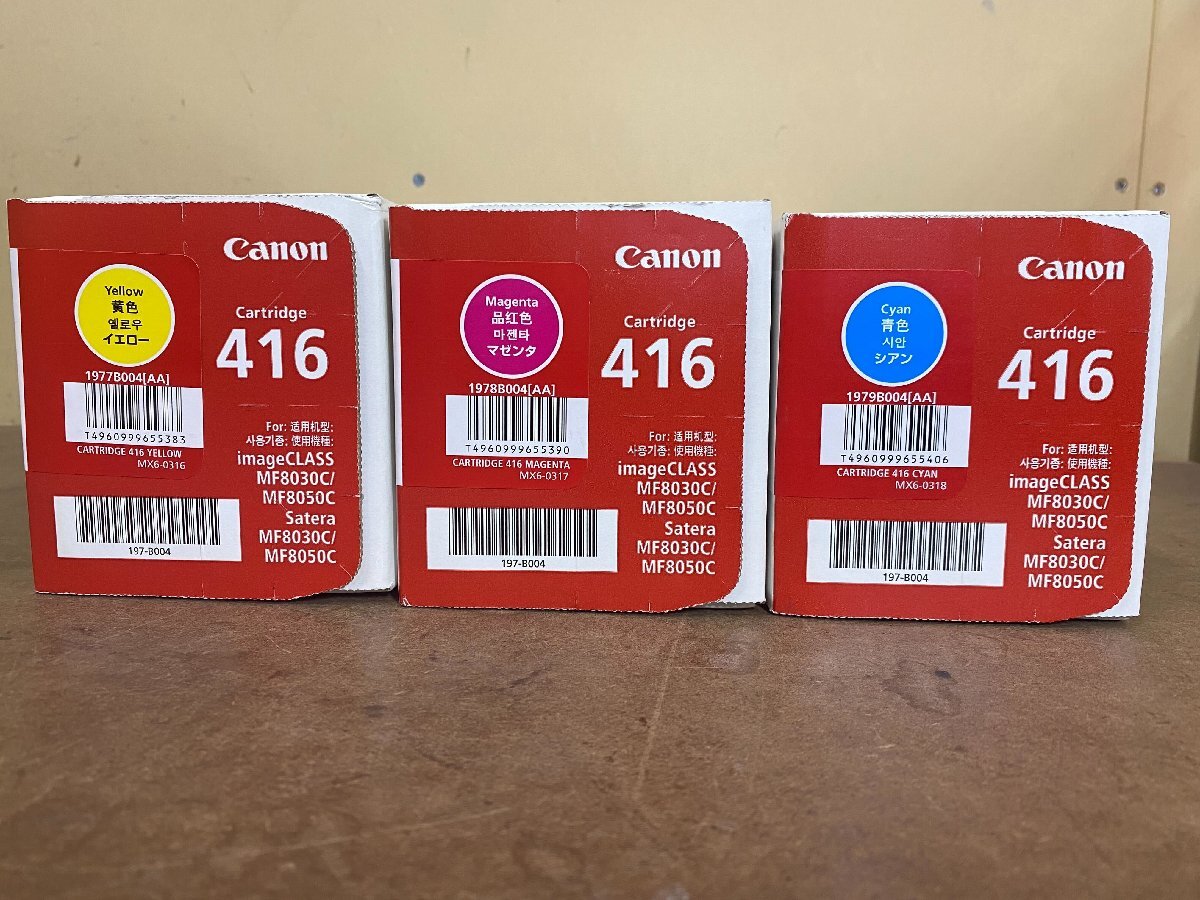 Canon
Yellow
黄色
옐로우
イエロー
Cartridge
416
1977B004[AA]
T4960999655383
CARTRIDGE 416 YELLOW
MX6-0316
For: 适用机型:
사용기종: 使用機種:
imageCLASS
MF8030C/
MF8050C
Satera
MF8030C/
MF8050C
197-B004
Canon
Magenta
品红色
마젠타
マゼンタ
Cartridge
416
1978B004[AA]
T4960999655390
CARTRIDGE 416 MAGENTA
MX6-0317
For: 适用机型:
사용기종: 使用機種:
imageCLASS
MF8030C/
MF8050C
Satera
MF8030C/
MF8050C
197-B004
Canon
Cyan
青色
시안
シアン
Cartridge
416
1979B004[AA]
T4960999655406
CARTRIDGE 416 CYAN
MX6-0318
For: 适用机型:
사용기종: 使用機種:
imageCLASS
MF8030C/
MF8050C
Satera
MF8030C/
MF8050C
197-B004